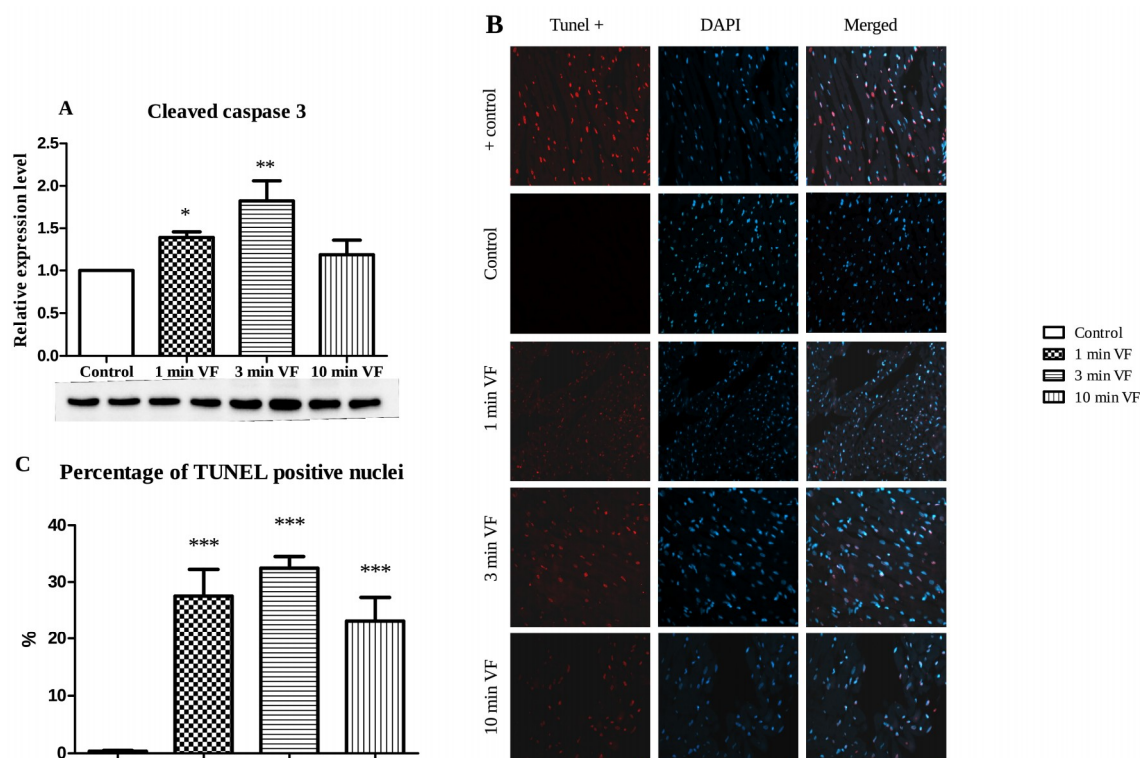 A
Cleaved caspase 3
Relative expression level
2.5
2.0
1.5
1.0
0.5
0.0
*
**
Control 1 min VF 3 min VF 10 min VF
C
Percentage of TUNEL positive nuclei
%
40
30
20
10
0
***
***
***
B
Tunel + DAPI Merged
+ control
Control
1 min VF
3 min VF
10 min VF
Control
1 min VF
3 min VF
10 min VF